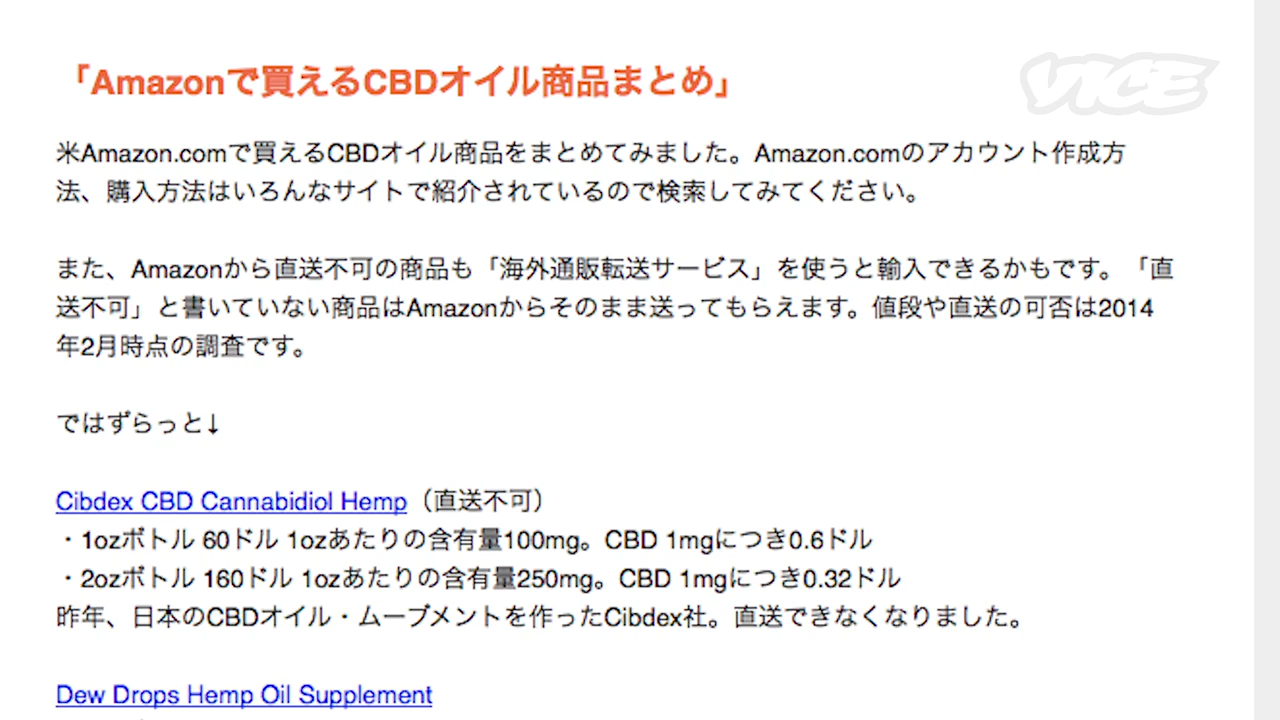 「Amazonで買えるCBDオイル商品まとめ」
VICE
米Amazon.comで買えるCBDオイル商品をまとめてみました。Amazon.comのアカウント作成方
法、購入方法はいろんなサイトで紹介されているので検索してみてください。
また、Amazonから直送不可の商品も「海外通販転送サービス」を使うと輸入できるかもです。「直
送不可」と書いていない商品はAmazonからそのまま送ってもらえます。値段や直送の可否は2014
年2月時点の調査です。
ではずらっと↓
Cibdex CBD Cannabidiol Hemp（直送不可）
・1ozボトル 60ドル 1ozあたりの含有量100mg。CBD 1mgにつき0.6ドル
・2ozボトル 160ドル 1ozあたりの含有量250mg。CBD 1mgにつき0.32ドル
昨年、日本のCBDオイル・ムーブメントを作ったCibdex社。直送できなくなりました。
Dew Drops Hemp Oil Supplement